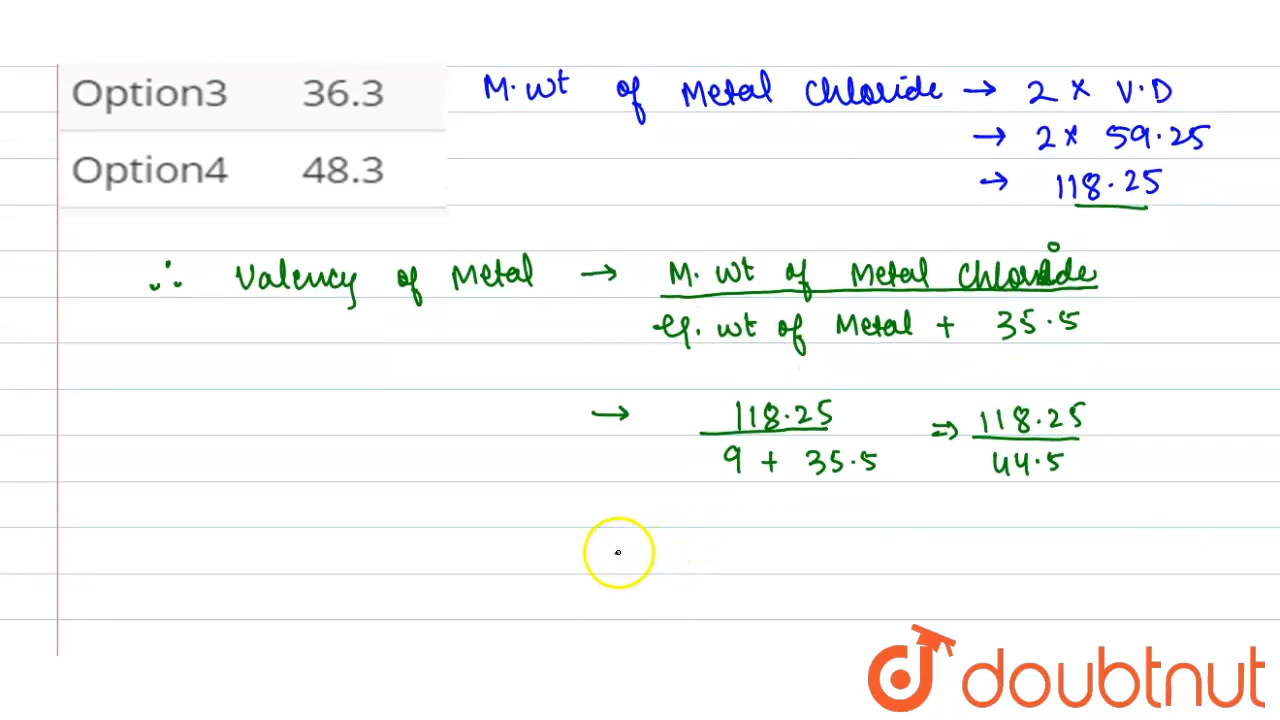 Option3 36.3
Option4 48.3
M. wt of Metal Chloride → 2 × V.D
→ 2 × 59.25
→ 118.25
∴ Valency of Metal → M. wt of Metal Chloride
eq. wt of Metal + 35.5
→ 118.25 ⇒ 118.25
9 + 35.5 44.5
doubtnut